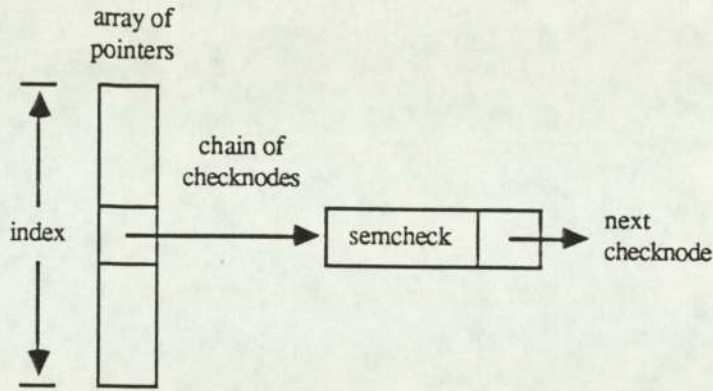 array of
pointers
chain of
checknodes
index
semcheck
next
checknode